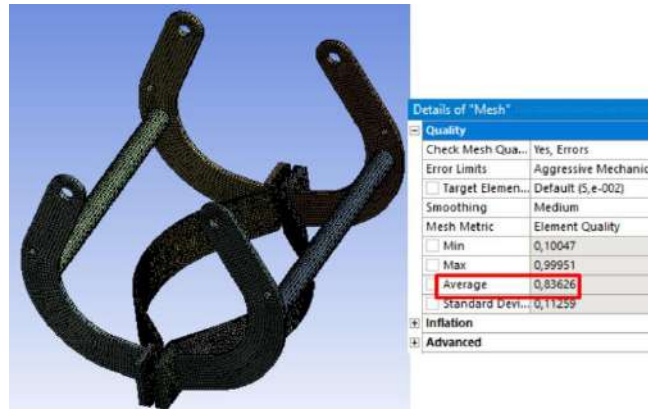 Details of "Mesh"
Quality
Check Mesh Qua... Yes, Errors
Error Limits Aggressive Mechanic
Target Elemen... Default (5,e-002)
Smoothing Medium
Mesh Metric Element Quality
Min 0,10047
Max 0,99951
Average 0,83626
Standard Devi... 0,11259
Inflation
Advanced